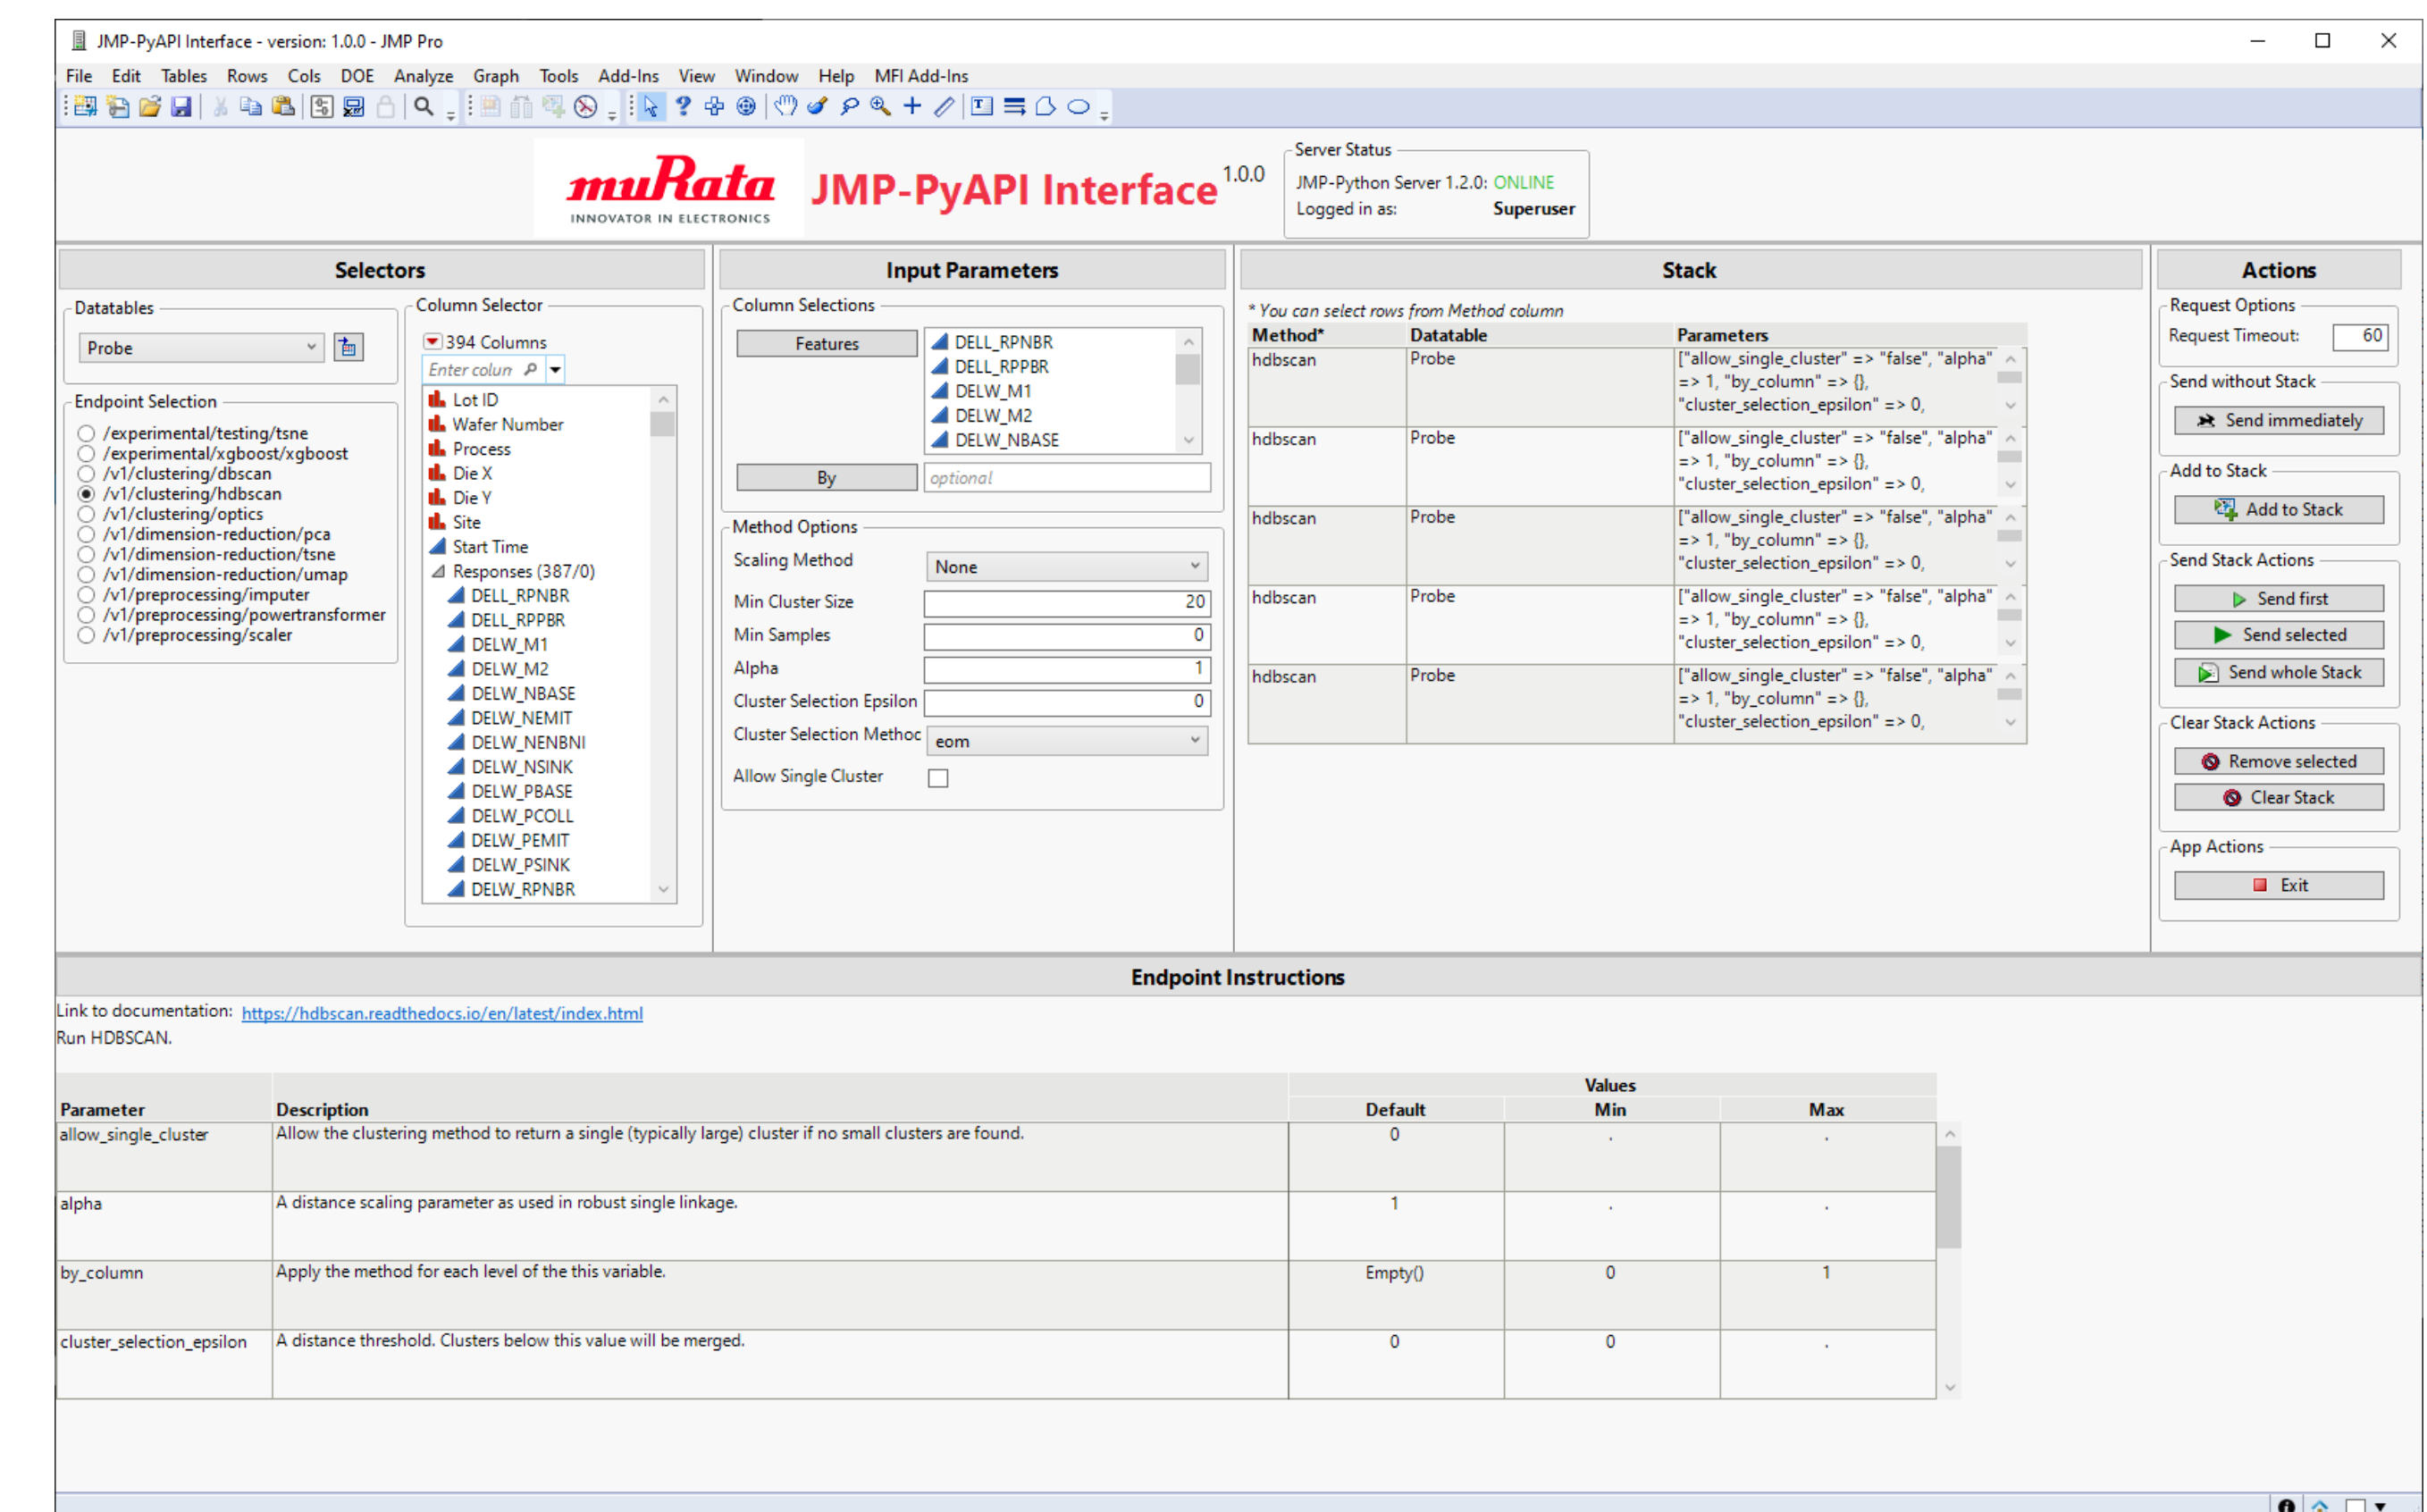 JMP-PyAPI Interface - version: 1.0.0 - JMP Pro
File Edit Tables Rows Cols DOE Analyze Graph Tools Add-Ins View Window Help MFI Add-Ins
muRata
INNOVATOR IN ELECTRONICS
JMP-PyAPI Interface 1.0.0
Server Status
JMP-Python Server 1.2.0: ONLINE
Logged in as: Superuser
Selectors
Datatables
Probe
Endpoint Selection
/experimental/testing/tsne
/experimental/xgboost/xgboost
/v1/clustering/dbscan
/v1/clustering/hdbscan
/v1/clustering/optics
/v1/dimension-reduction/pca
/v1/dimension-reduction/tsne
/v1/dimension-reduction/umap
/v1/preprocessing/imputer
/v1/preprocessing/powertransformer
/v1/preprocessing/scaler
Column Selector
394 Columns
Enter colun
Lot ID
Wafer Number
Process
Die X
Die Y
Site
Start Time
Responses (387/0)
DELL_RPNBR
DELL_RPPBR
DELW_M1
DELW_M2
DELW_NBASE
DELW_NEMIT
DELW_NENBNI
DELW_NSINK
DELW_PBASE
DELW_PCOLL
DELW_PEMIT
DELW_PSINK
DELW_RPNBR
Input Parameters
Column Selections
Features
DELL_RPNBR
DELL_RPPBR
DELW_M1
DELW_M2
DELW_NBASE
By optional
Method Options
Scaling Method None
Min Cluster Size 20
Min Samples 0
Alpha 1
Cluster Selection Epsilon 0
Cluster Selection Methoc eom
Allow Single Cluster
Stack
* You can select rows from Method column
Method* Datatable Parameters
hdbscan Probe ["allow_single_cluster" => "false", "alpha"
=> 1, "by_column" => {},
"cluster_selection_epsilon" => 0,
hdbscan Probe ["allow_single_cluster" => "false", "alpha"
=> 1, "by_column" => {},
"cluster_selection_epsilon" => 0,
hdbscan Probe ["allow_single_cluster" => "false", "alpha"
=> 1, "by_column" => {},
"cluster_selection_epsilon" => 0,
hdbscan Probe ["allow_single_cluster" => "false", "alpha"
=> 1, "by_column" => {},
"cluster_selection_epsilon" => 0,
hdbscan Probe ["allow_single_cluster" => "false", "alpha"
=> 1, "by_column" => {},
"cluster_selection_epsilon" => 0,
Actions
Request Options
Request Timeout: 60
Send without Stack
Send immediately
Add to Stack
Add to Stack
Send Stack Actions
Send first
Send selected
Send whole Stack
Clear Stack Actions
Remove selected
Clear Stack
App Actions
Exit
Endpoint Instructions
Link to documentation: https://hdbscan.readthedocs.io/en/latest/index.html
Run HDBSCAN.
Values
Parameter Description Default Min Max
allow_single_cluster Allow the clustering method to return a single (typically large) cluster if no small clusters are found. 0 . .
alpha A distance scaling parameter as used in robust single linkage. 1 . .
by_column Apply the method for each level of the this variable. Empty() 0 1
cluster_selection_epsilon A distance threshold. Clusters below this value will be merged. 0 0 .